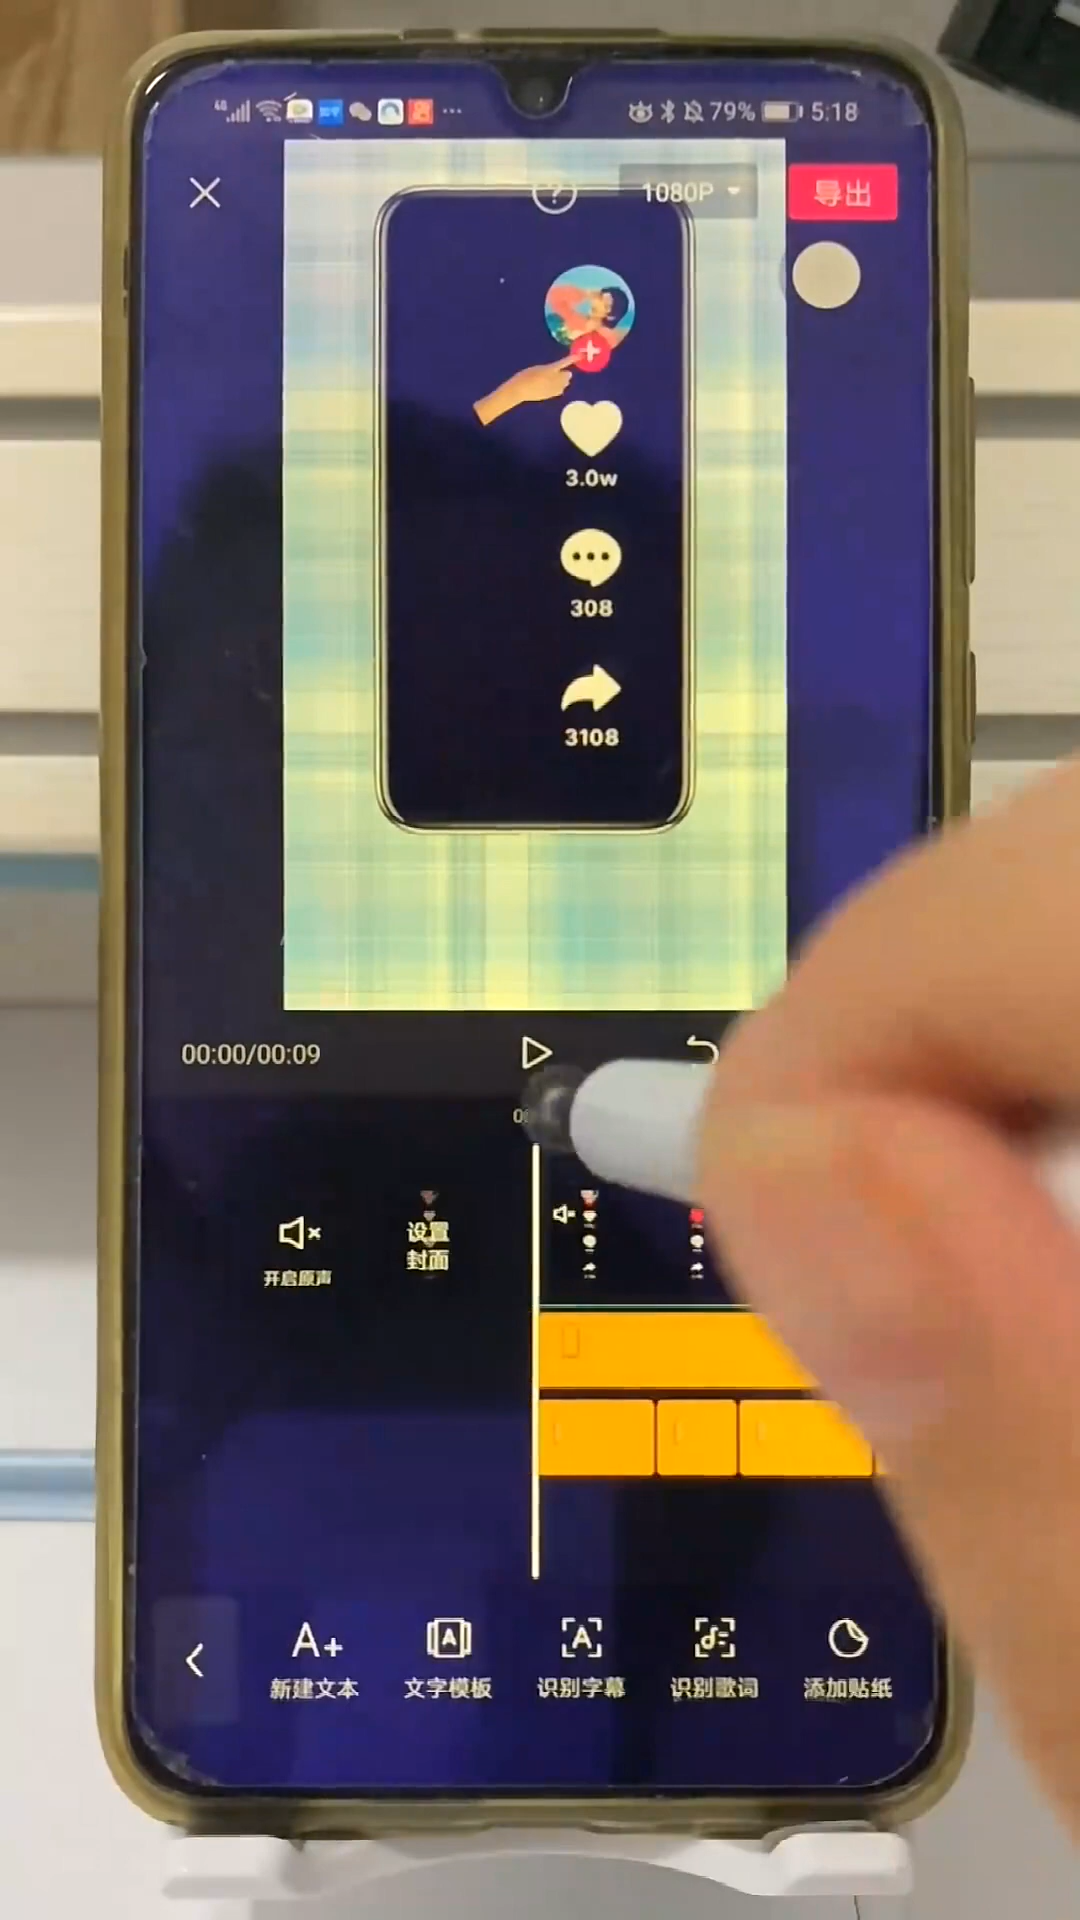 4G
79%
5:18
?
1080P
导出
3.0w
308
3108
00:00/00:09
开启原声
设置
封面
A+
新建文本
文字模板
识别字幕
识别歌词
添加贴纸